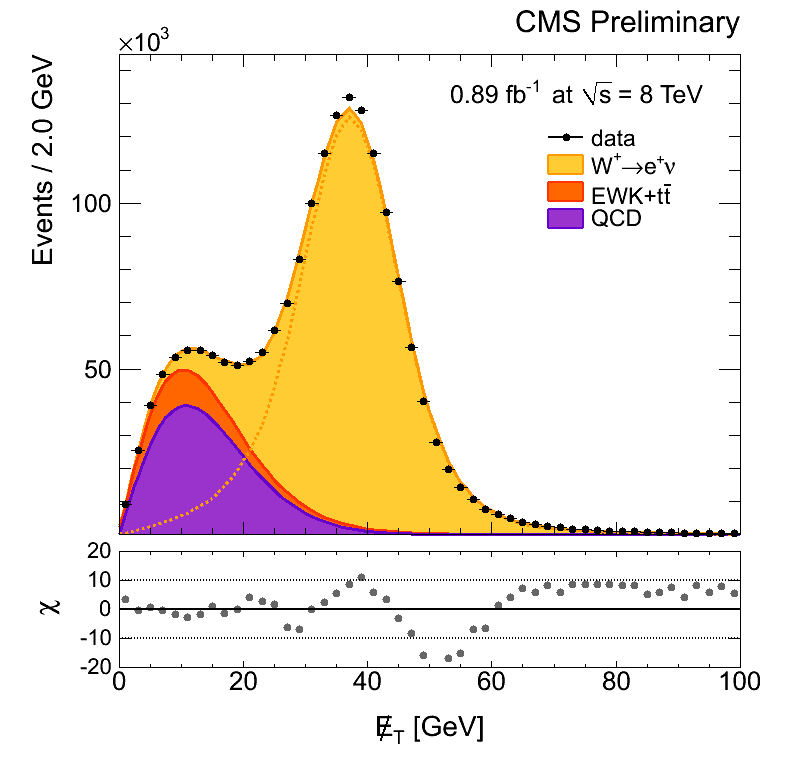 CMS Preliminary
×10³
Events / 2.0 GeV
0.89 fb⁻¹ at √s = 8 TeV
data
W⁺→e⁺ν
EWK+tt̄
QCD
100
50
χ
20
10
0
-10
-20
0 20 40 60 80 100
E̸_T [GeV]